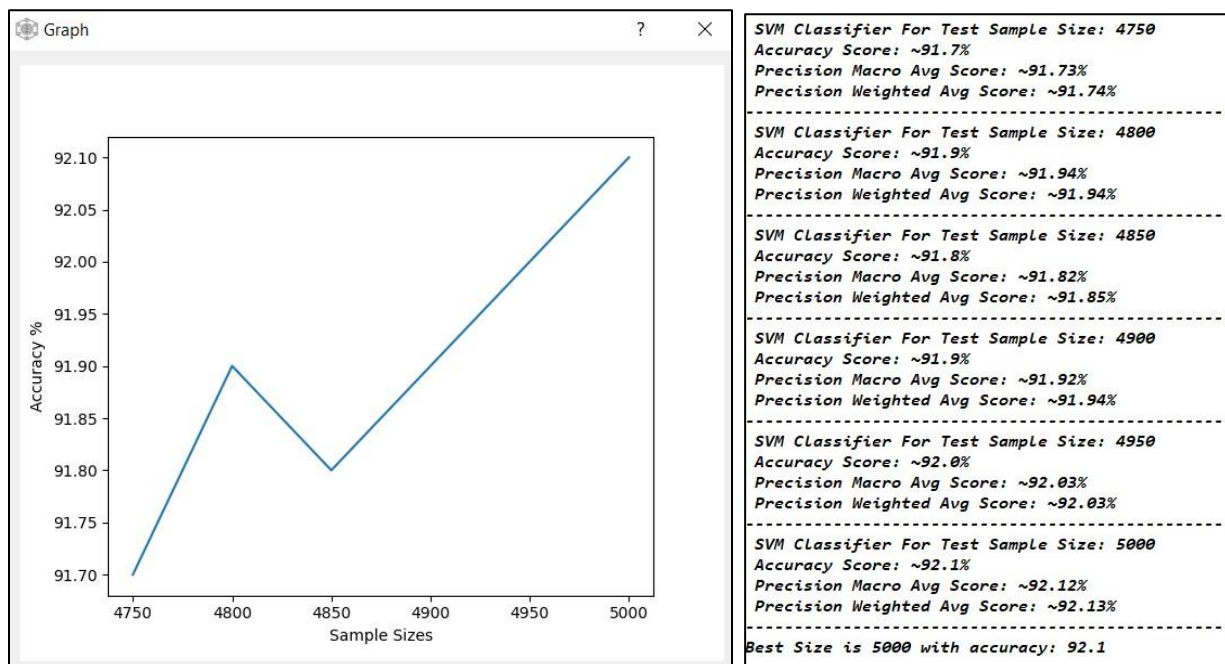 Graph
?
92.10
92.05
92.00
91.95
91.90
91.85
91.80
91.75
91.70
Accuracy %
4750 4800 4850 4900 4950 5000
Sample Sizes
SVM Classifier For Test Sample Size: 4750
Accuracy Score: ~91.7%
Precision Macro Avg Score: ~91.73%
Precision Weighted Avg Score: ~91.74%
SVM Classifier For Test Sample Size: 4800
Accuracy Score: ~91.9%
Precision Macro Avg Score: ~91.94%
Precision Weighted Avg Score: ~91.94%
SVM Classifier For Test Sample Size: 4850
Accuracy Score: ~91.8%
Precision Macro Avg Score: ~91.82%
Precision Weighted Avg Score: ~91.85%
SVM Classifier For Test Sample Size: 4900
Accuracy Score: ~91.9%
Precision Macro Avg Score: ~91.92%
Precision Weighted Avg Score: ~91.94%
SVM Classifier For Test Sample Size: 4950
Accuracy Score: ~92.0%
Precision Macro Avg Score: ~92.03%
Precision Weighted Avg Score: ~92.03%
SVM Classifier For Test Sample Size: 5000
Accuracy Score: ~92.1%
Precision Macro Avg Score: ~92.12%
Precision Weighted Avg Score: ~92.13%
Best Size is 5000 with accuracy: 92.1